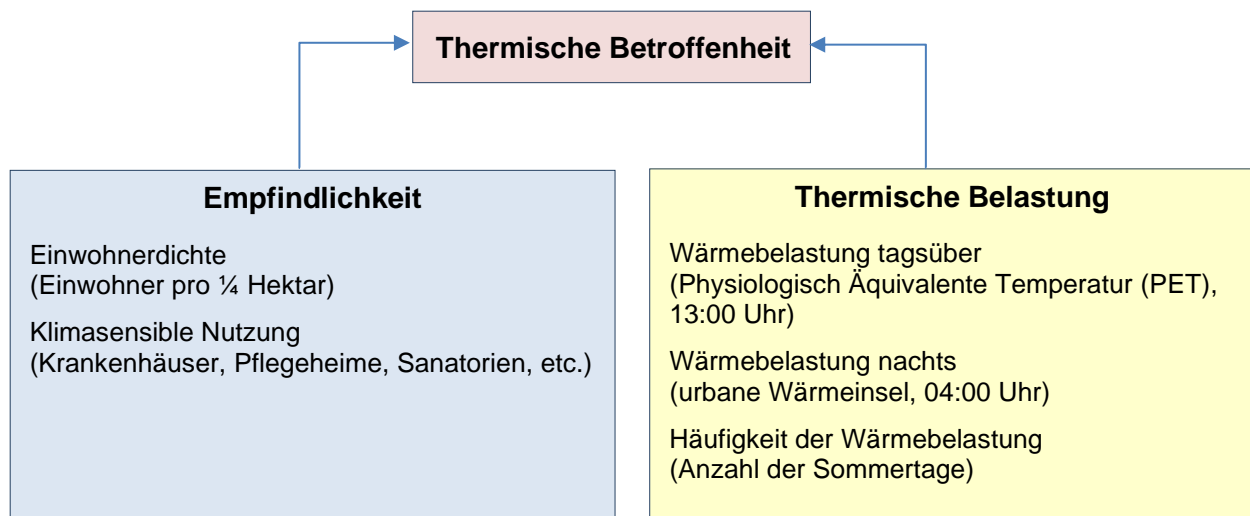 Thermische Betroffenheit
Empfindlichkeit
Einwohnerdichte
(Einwohner pro ¼ Hektar)
Klimasensible Nutzung
(Krankenhäuser, Pflegeheime, Sanatorien, etc.)
Thermische Belastung
Wärmebelastung tagsüber
(Physiologisch Äquivalente Temperatur (PET),
13:00 Uhr)
Wärmebelastung nachts
(urbane Wärmeinsel, 04:00 Uhr)
Häufigkeit der Wärmebelastung
(Anzahl der Sommertage)